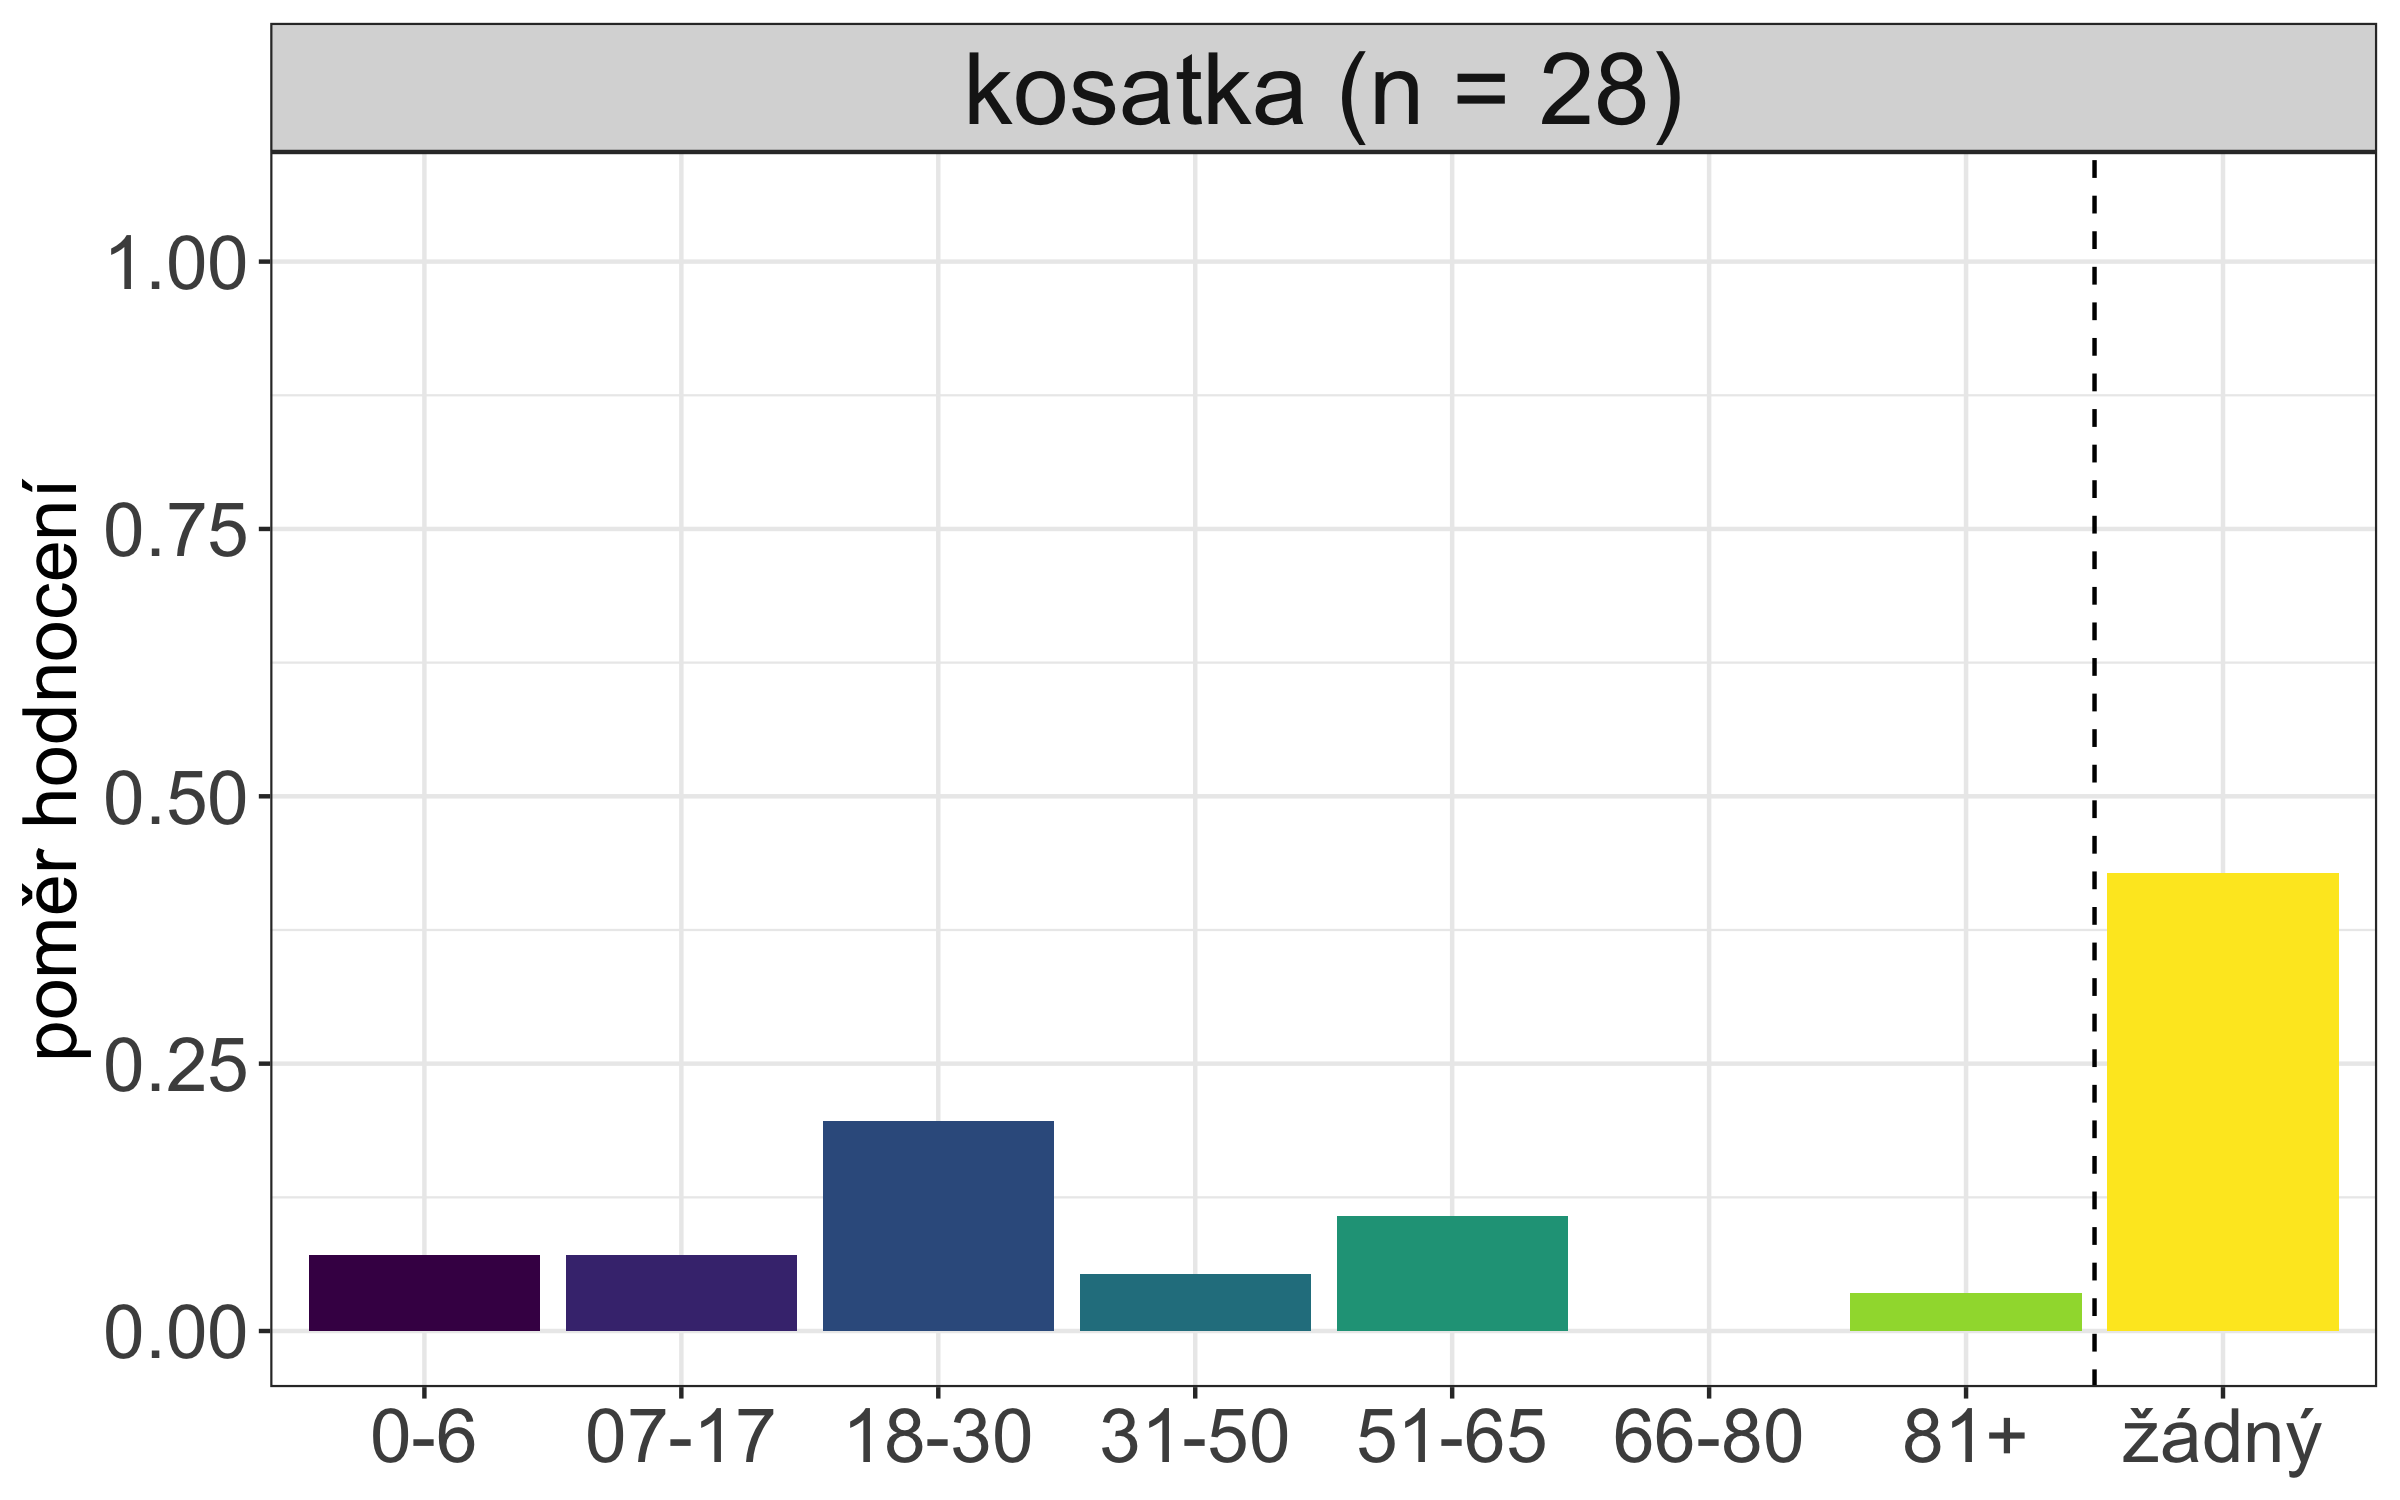 kosatka (n = 28)
poměr hodnocení
1.00
0.75
0.50
0.25
0.00
0-6 07-17 18-30 31-50 51-65 66-80 81+ žádný